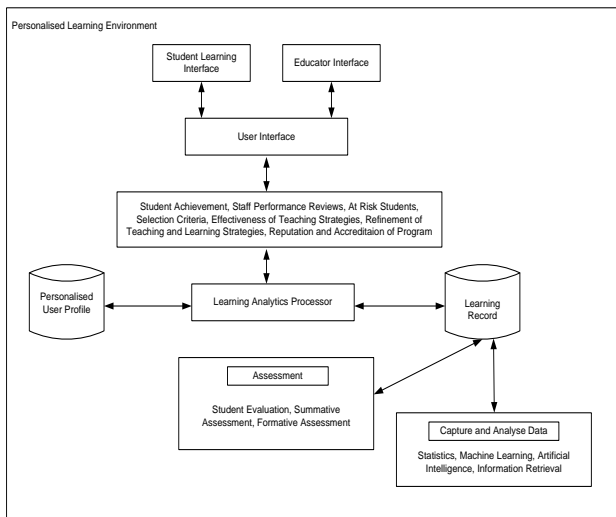 Personalised Learning Environment
Student Learning
Interface
Educator Interface
User Interface
Student Achievement, Staff Performance Reviews, At Risk Students,
Selection Criteria, Effectiveness of Teaching Strategies, Refinement of
Teaching and Learning Strategies, Reputation and Accreditaion of Program
Personalised
User Profile
Learning Analytics Processor
Learning
Record
Assessment
Student Evaluation, Summative
Assessment, Formative Assessment
Capture and Analyse Data
Statistics, Machine Learning, Artificial
Intelligence, Information Retrieval